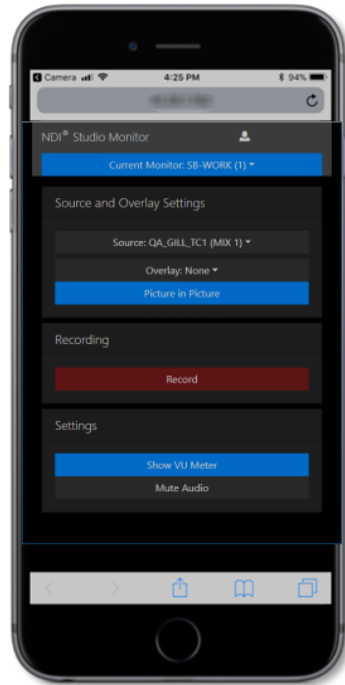 Camera 4:25 PM 94%
NDI® Studio Monitor
Current Monitor: SB-WORK (1)
Source and Overlay Settings
Source: QA_GILL_TC1 (MIX 1)
Overlay: None
Picture in Picture
Recording
Record
Settings
Show VU Meter
Mute Audio